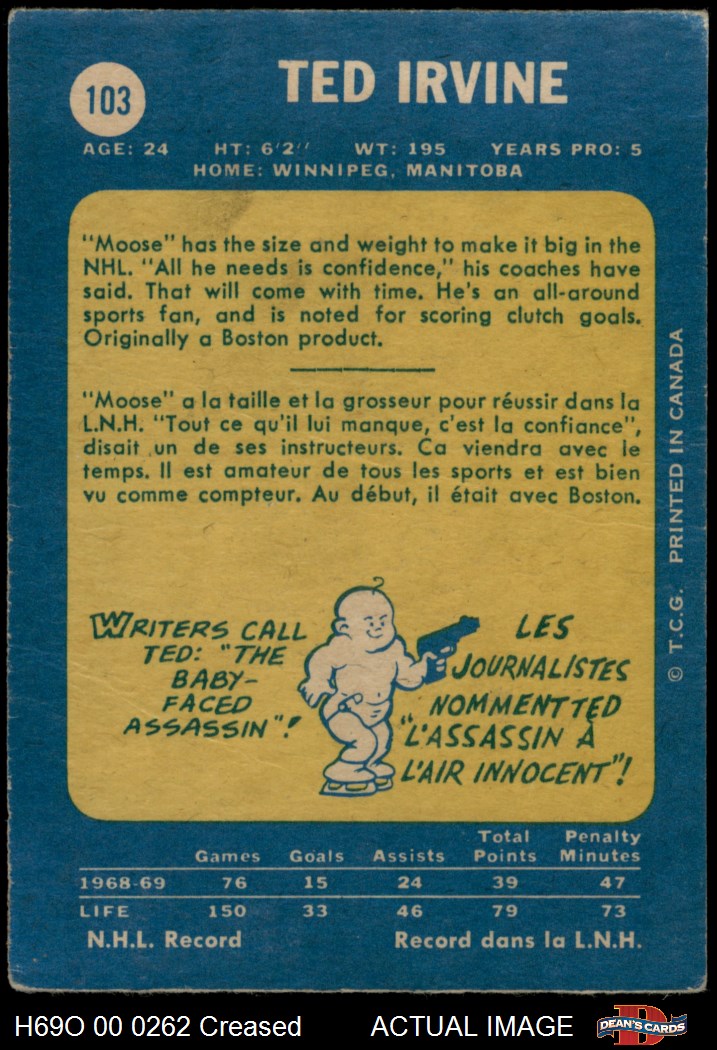 103
TED IRVINE
AGE: 24 HT: 6'2'' WT: 195 YEARS PRO: 5
HOME: WINNIPEG, MANITOBA
"Moose" has the size and weight to make it big in the
NHL. "All he needs is confidence," his coaches have
said. That will come with time. He's an all-around
sports fan, and is noted for scoring clutch goals.
Originally a Boston product.
"Moose" a la taille et la grosseur pour réussir dans la
L.N.H. "Tout ce qu'il lui manque, c'est la confiance",
disait un de ses instructeurs. Ca viendra avec le
temps. Il est amateur de tous les sports et est bien
vu comme compteur. Au début, il était avec Boston.
WRITERS CALL
TED: "THE
BABY-
FACED
ASSASSIN"!
LES
JOURNALISTES
NOMMENT TED
"L'ASSASSIN À
L'AIR INNOCENT"!
© T.C.G. PRINTED IN CANADA
Games Goals Assists Total Points Penalty Minutes
1968-69 76 15 24 39 47
LIFE 150 33 46 79 73
N.H.L. Record Record dans la L.N.H.
H69O 00 0262 Creased ACTUAL IMAGE
D
DEAN'S CARDS